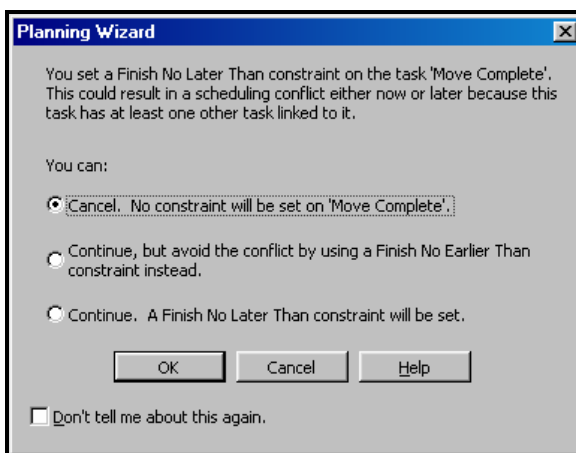 Planning Wizard
You set a Finish No Later Than constraint on the task 'Move Complete'.
This could result in a scheduling conflict either now or later because this
task has at least one other task linked to it.
You can:
Cancel.  No constraint will be set on 'Move Complete'.
Continue, but avoid the conflict by using a Finish No Earlier Than
constraint instead.
Continue.  A Finish No Later Than constraint will be set.
OK Cancel Help
Don't tell me about this again.